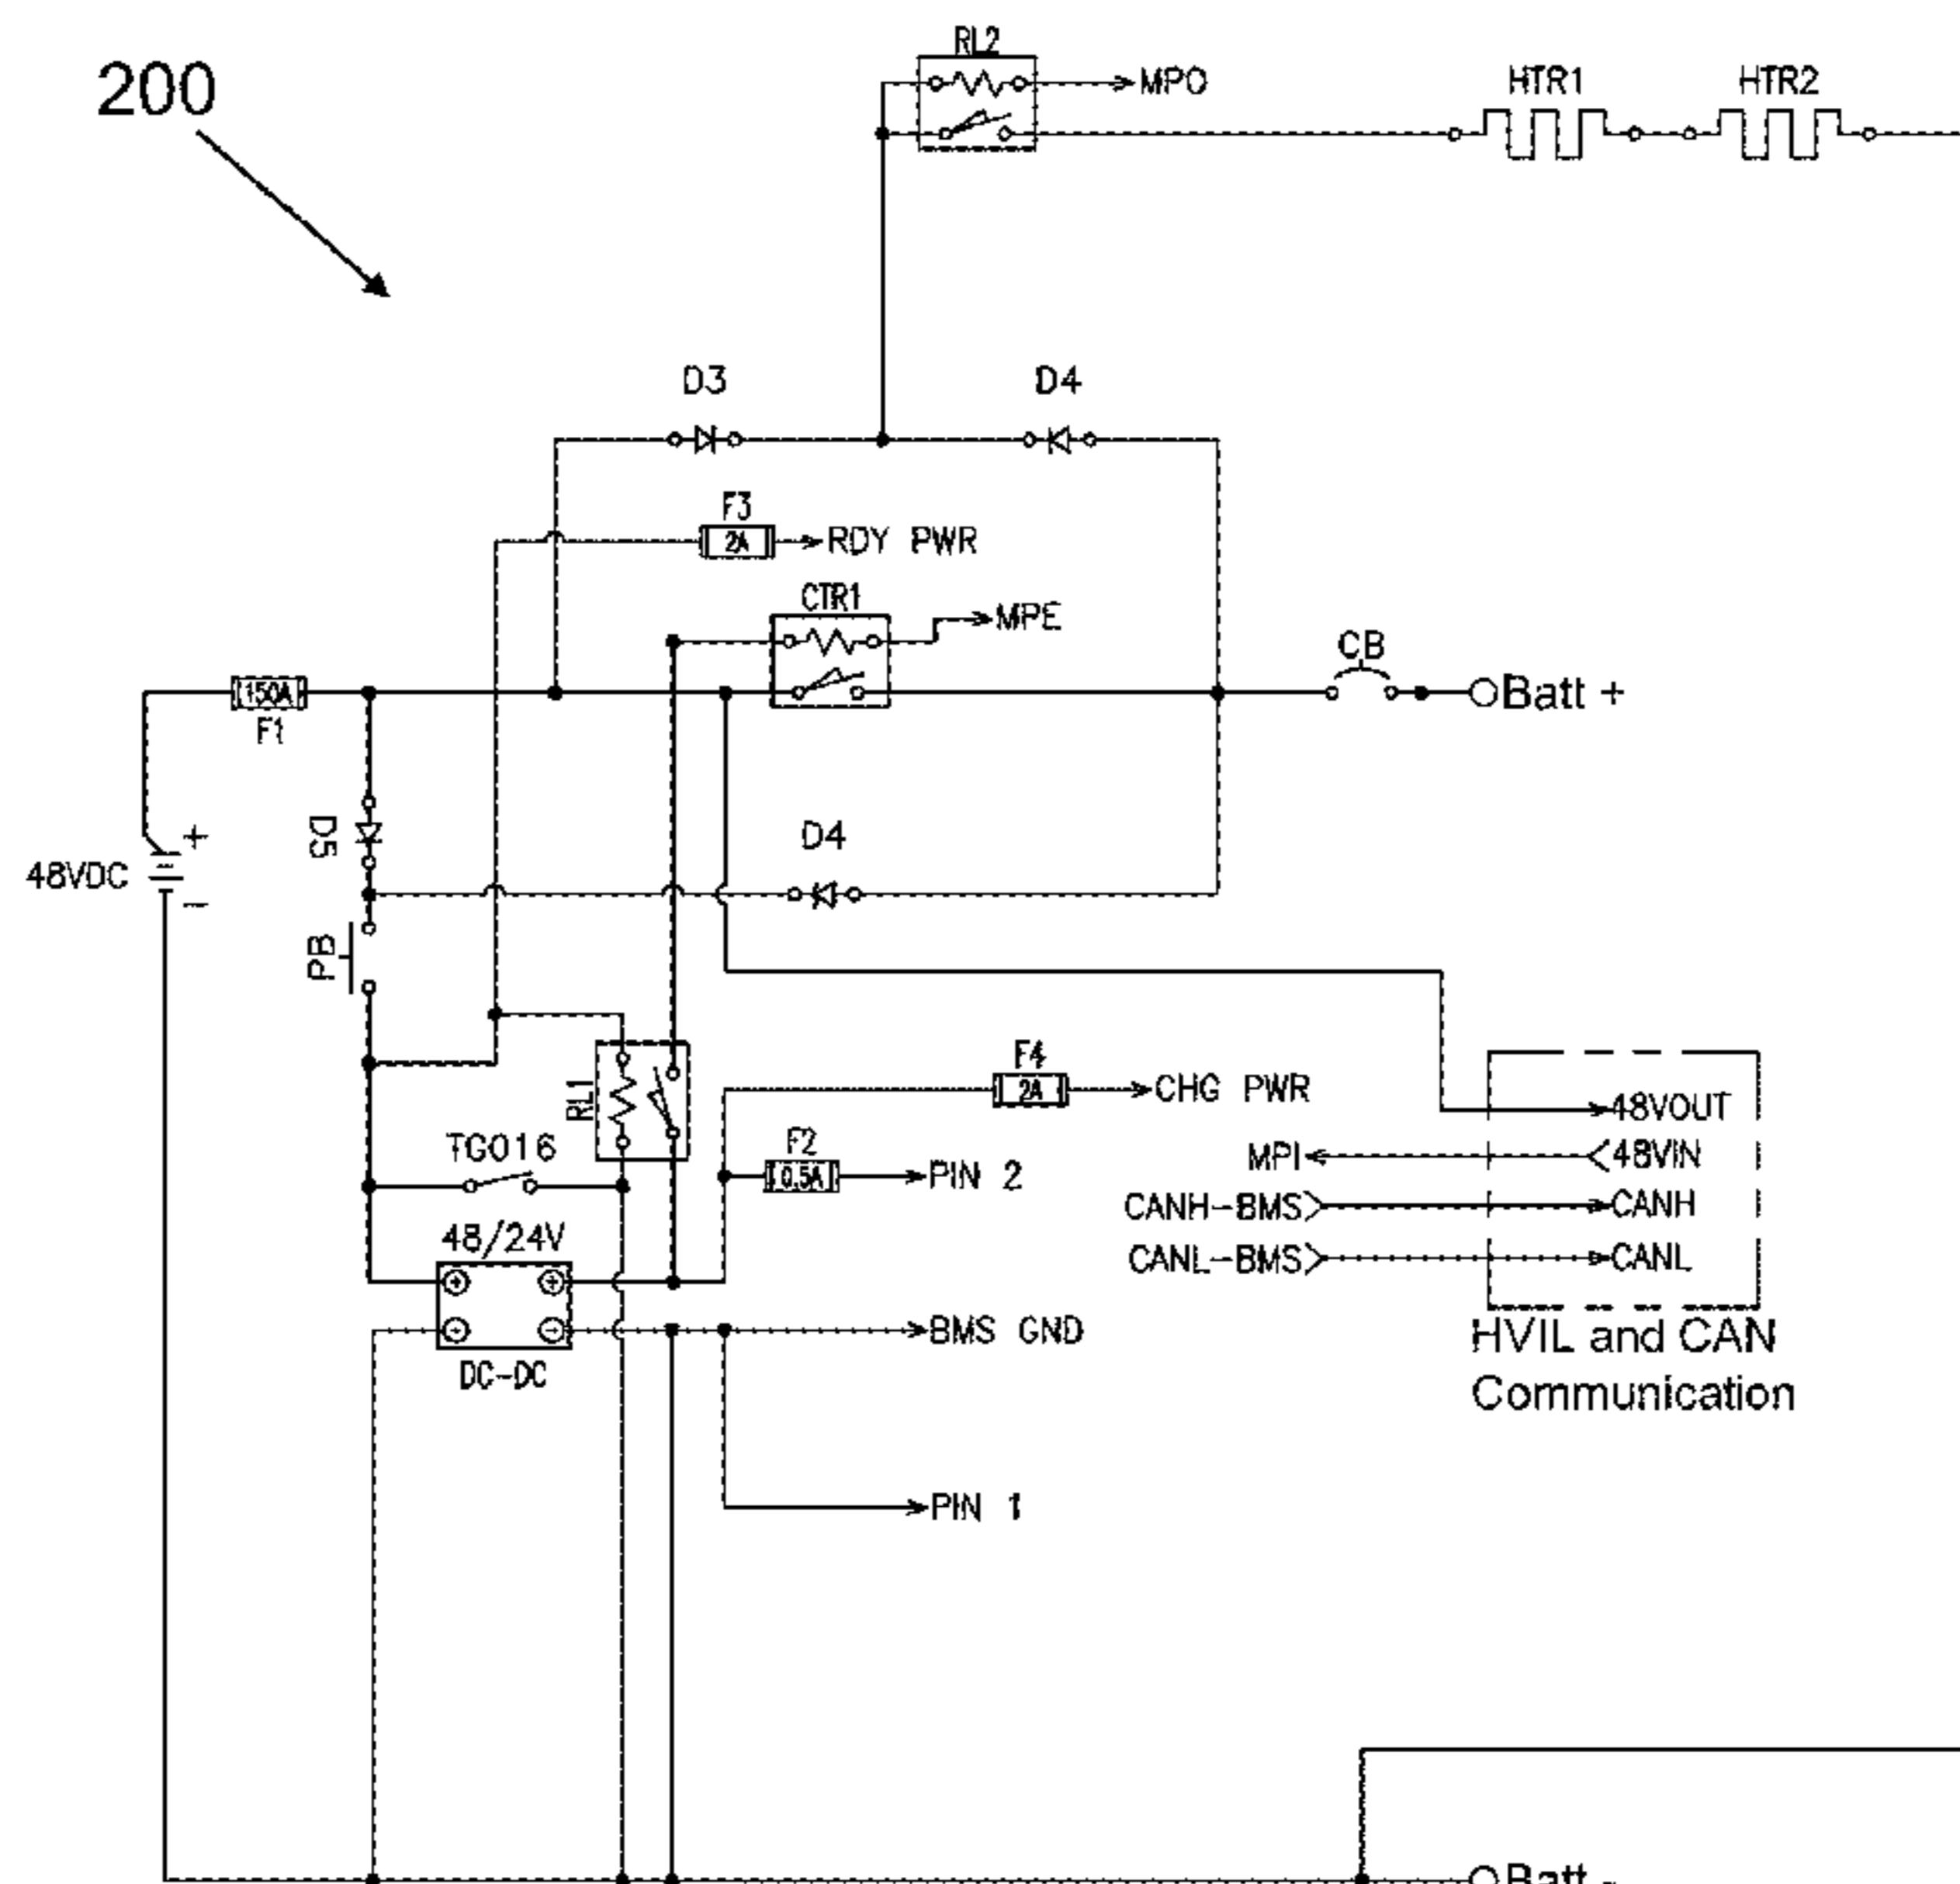 RL2
200
MPO
HTR1
HTR2
D3
D4
F3
2A
RDY PWR
CTR1
MPE
CB
150A
F1
Batt +
D5
D4
+
48VDC
-
PB
F4
2A
CHG PWR
RL1
48VOUT
TG016
F2
0.5A
PIN 2
MPI
48VIN
CANH-BMS
CANH
48/24V
CANL-BMS
CANL
+ +
- -
BMS GND
DC-DC
HVIL and CAN
Communication
PIN 1
Batt -